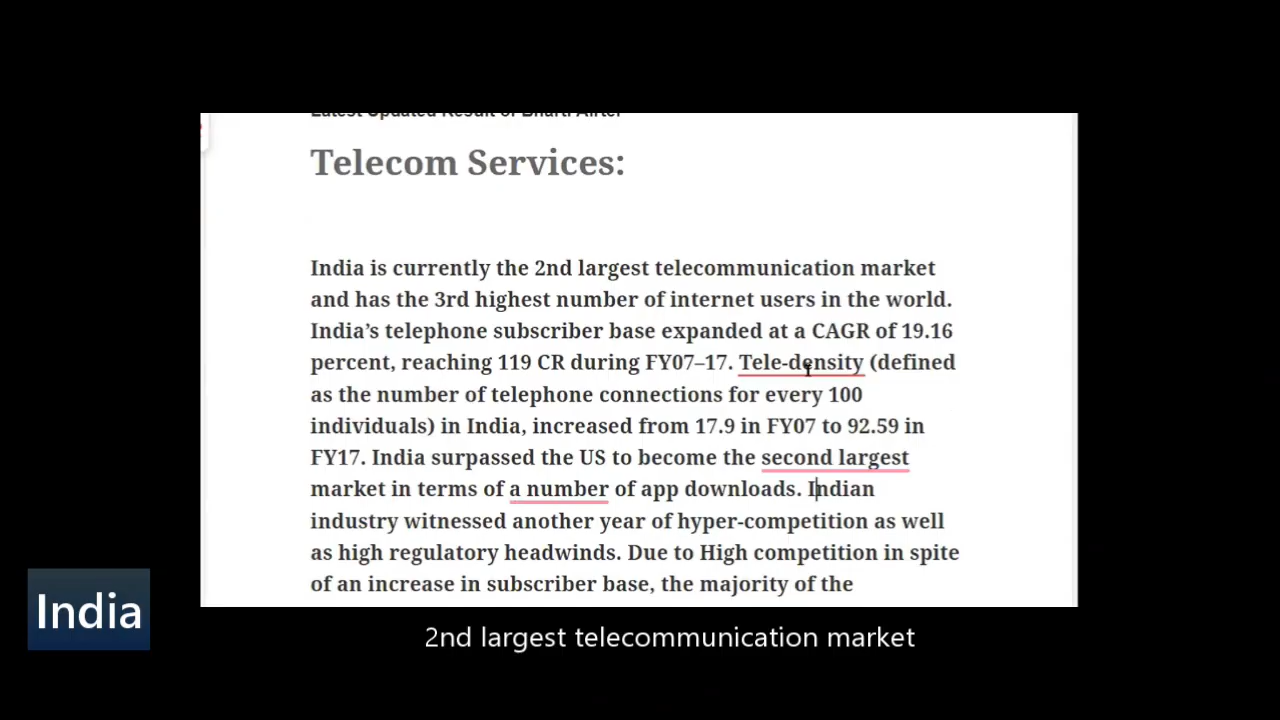 Latest Updated Result of Bharti Airtel
Telecom Services:
India is currently the 2nd largest telecommunication market
and has the 3rd highest number of internet users in the world.
India’s telephone subscriber base expanded at a CAGR of 19.16
percent, reaching 119 CR during FY07–17. Tele-density (defined
as the number of telephone connections for every 100
individuals) in India, increased from 17.9 in FY07 to 92.59 in
FY17. India surpassed the US to become the second largest
market in terms of a number of app downloads. Indian
industry witnessed another year of hyper-competition as well
as high regulatory headwinds. Due to High competition in spite
of an increase in subscriber base, the majority of the
India
2nd largest telecommunication market